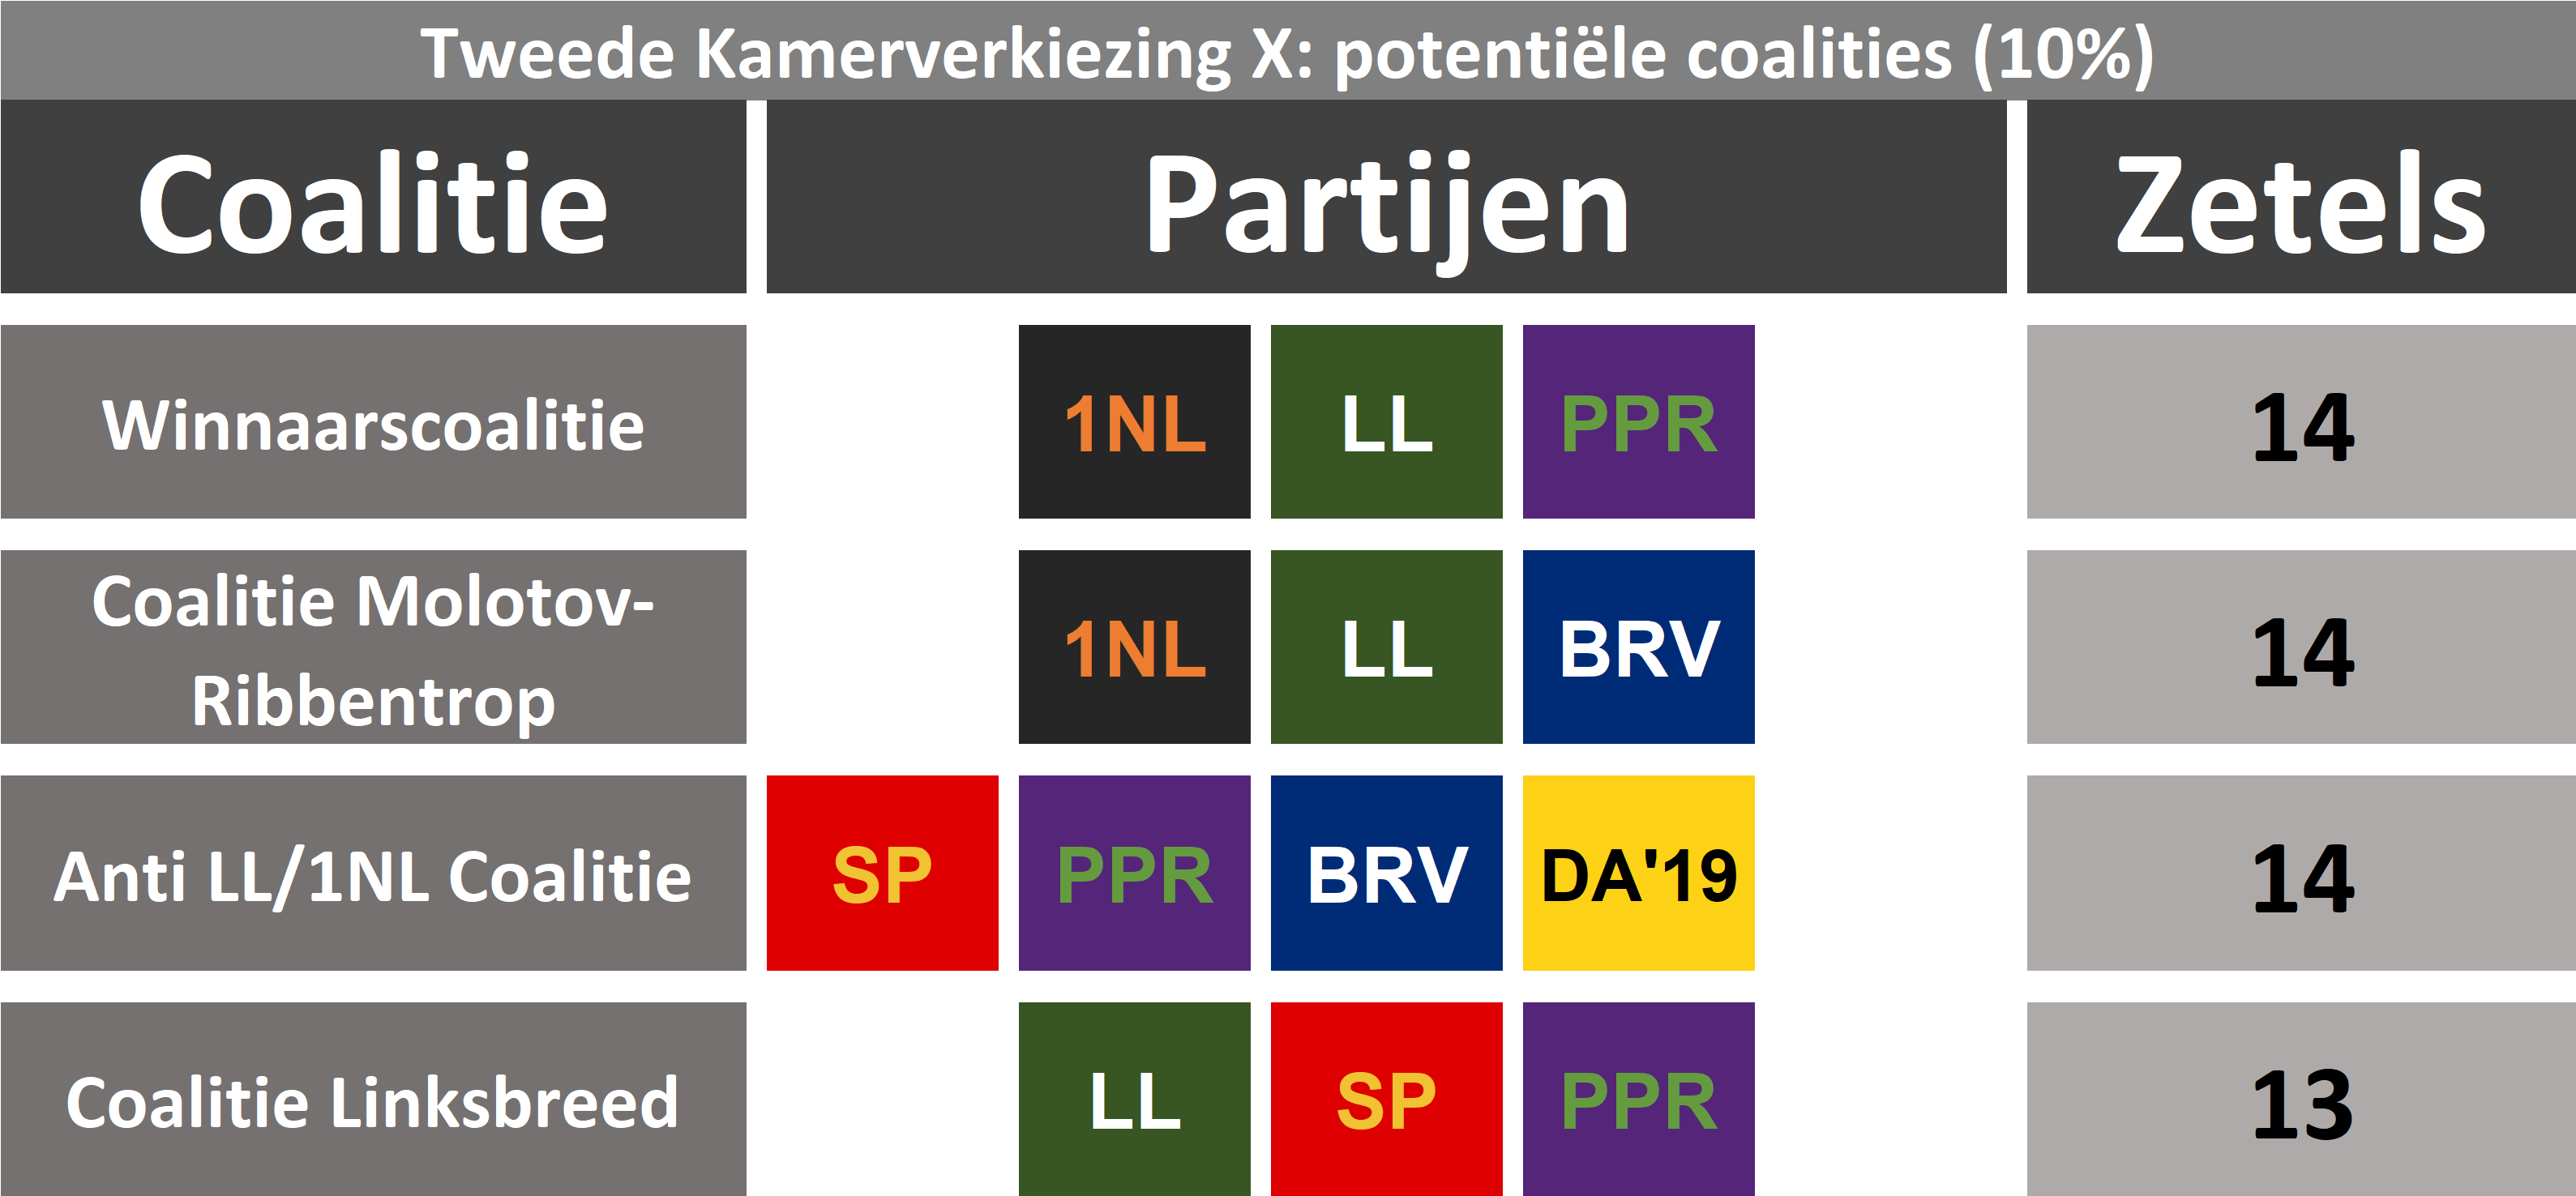 Tweede Kamerverkiezing X: potentiële coalities (10%)
Coalitie Partijen Zetels
Winnaarscoalitie 1NL LL PPR 14
Coalitie Molotov-
Ribbentrop 1NL LL BRV 14
Anti LL/1NL Coalitie SP PPR BRV DA'19 14
Coalitie Linksbreed LL SP PPR 13